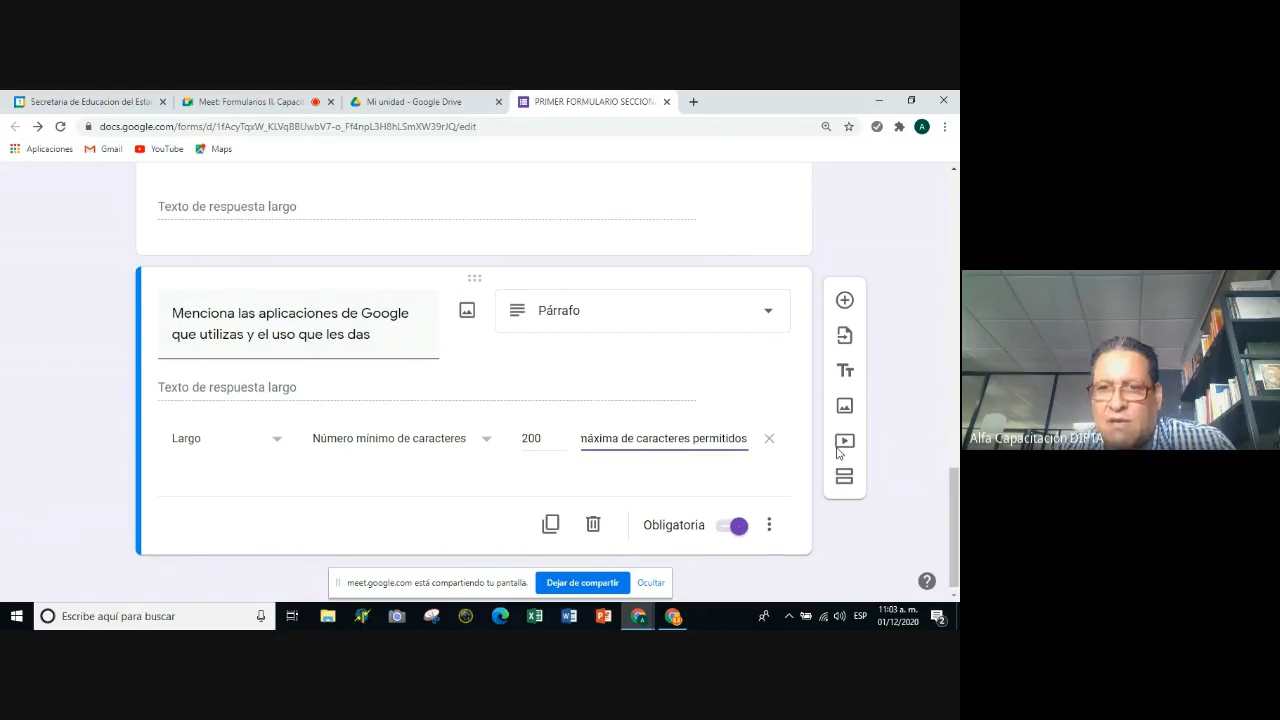 Secretaria de Educacion del Esta
Meet: Formularios II. Capaci
Mi unidad - Google Drive
PRIMER FORMULARIO SECCION
docs.google.com/forms/d/1fAcyTqxW_KLVqBBUwbV7-o_Ff4npL3H8hLSmXW39rJQ/edit
A
Aplicaciones
Gmail
YouTube
Maps
Texto de respuesta largo
Menciona las aplicaciones de Google
que utilizas y el uso que les das
Párrafo
Texto de respuesta largo
Largo
Número mínimo de caracteres
200
náxima de caracteres permitidos
Obligatoria
meet.google.com está compartiendo tu pantalla.
Dejar de compartir
Ocultar
Escribe aquí para buscar
ESP
11:03 a. m.
01/12/2020
2
Alfa Capacitación DIPTA